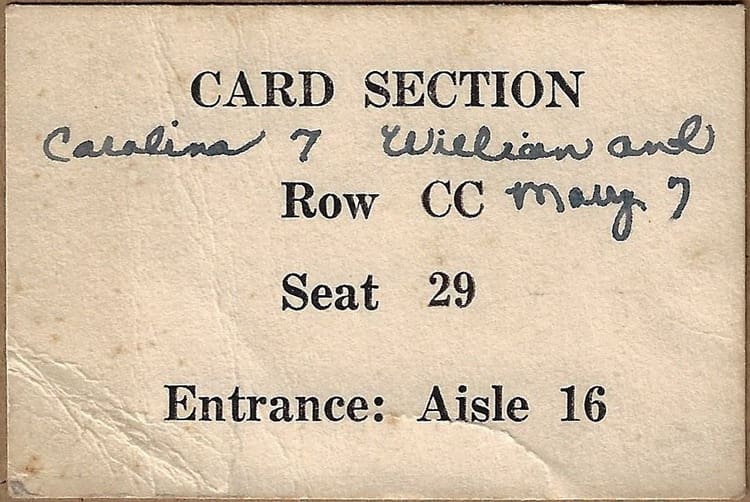 CARD SECTION
Carolina 7 William and
Mary 7
Row CC
Seat 29
Entrance: Aisle 16